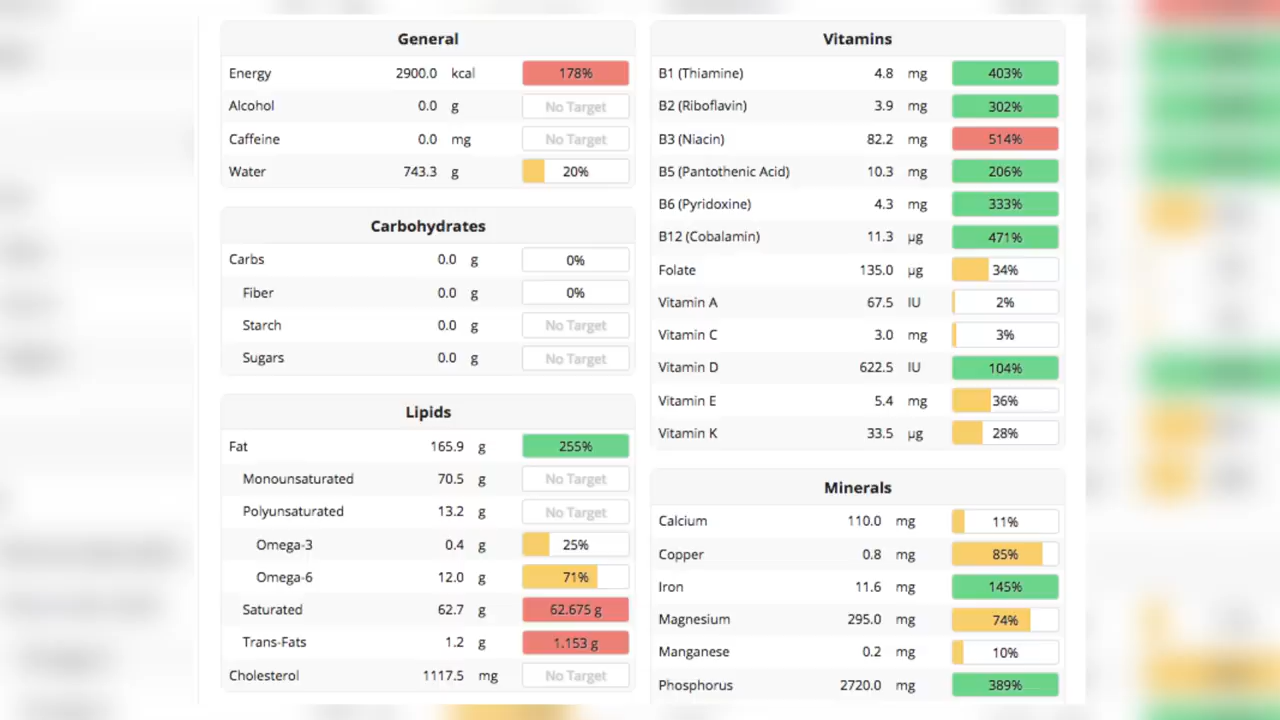 General
Energy 2900.0 kcal 178%
Alcohol 0.0 g No Target
Caffeine 0.0 mg No Target
Water 743.3 g 20%
Carbohydrates
Carbs 0.0 g 0%
Fiber 0.0 g 0%
Starch 0.0 g No Target
Sugars 0.0 g No Target
Lipids
Fat 165.9 g 255%
Monounsaturated 70.5 g No Target
Polyunsaturated 13.2 g No Target
Omega-3 0.4 g 25%
Omega-6 12.0 g 71%
Saturated 62.7 g 62.675 g
Trans-Fats 1.2 g 1.153 g
Cholesterol 1117.5 mg No Target
Vitamins
B1 (Thiamine) 4.8 mg 403%
B2 (Riboflavin) 3.9 mg 302%
B3 (Niacin) 82.2 mg 514%
B5 (Pantothenic Acid) 10.3 mg 206%
B6 (Pyridoxine) 4.3 mg 333%
B12 (Cobalamin) 11.3 µg 471%
Folate 135.0 µg 34%
Vitamin A 67.5 IU 2%
Vitamin C 3.0 mg 3%
Vitamin D 622.5 IU 104%
Vitamin E 5.4 mg 36%
Vitamin K 33.5 µg 28%
Minerals
Calcium 110.0 mg 11%
Copper 0.8 mg 85%
Iron 11.6 mg 145%
Magnesium 295.0 mg 74%
Manganese 0.2 mg 10%
Phosphorus 2720.0 mg 389%